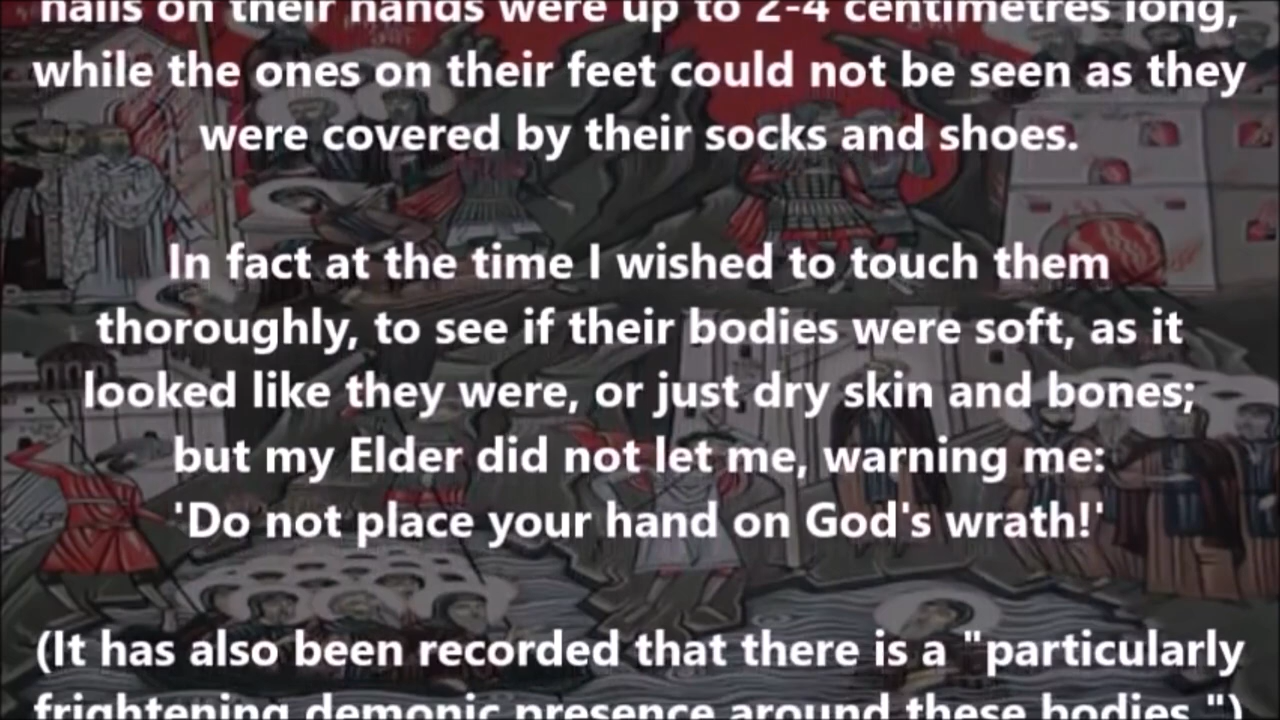 nails on their hands were up to 2-4 centimetres long,
while the ones on their feet could not be seen as they
were covered by their socks and shoes.
In fact at the time I wished to touch them
thoroughly, to see if their bodies were soft, as it
looked like they were, or just dry skin and bones;
but my Elder did not let me, warning me:
'Do not place your hand on God's wrath!'
(It has also been recorded that there is a "particularly
frightening demonic presence around these bodies.")